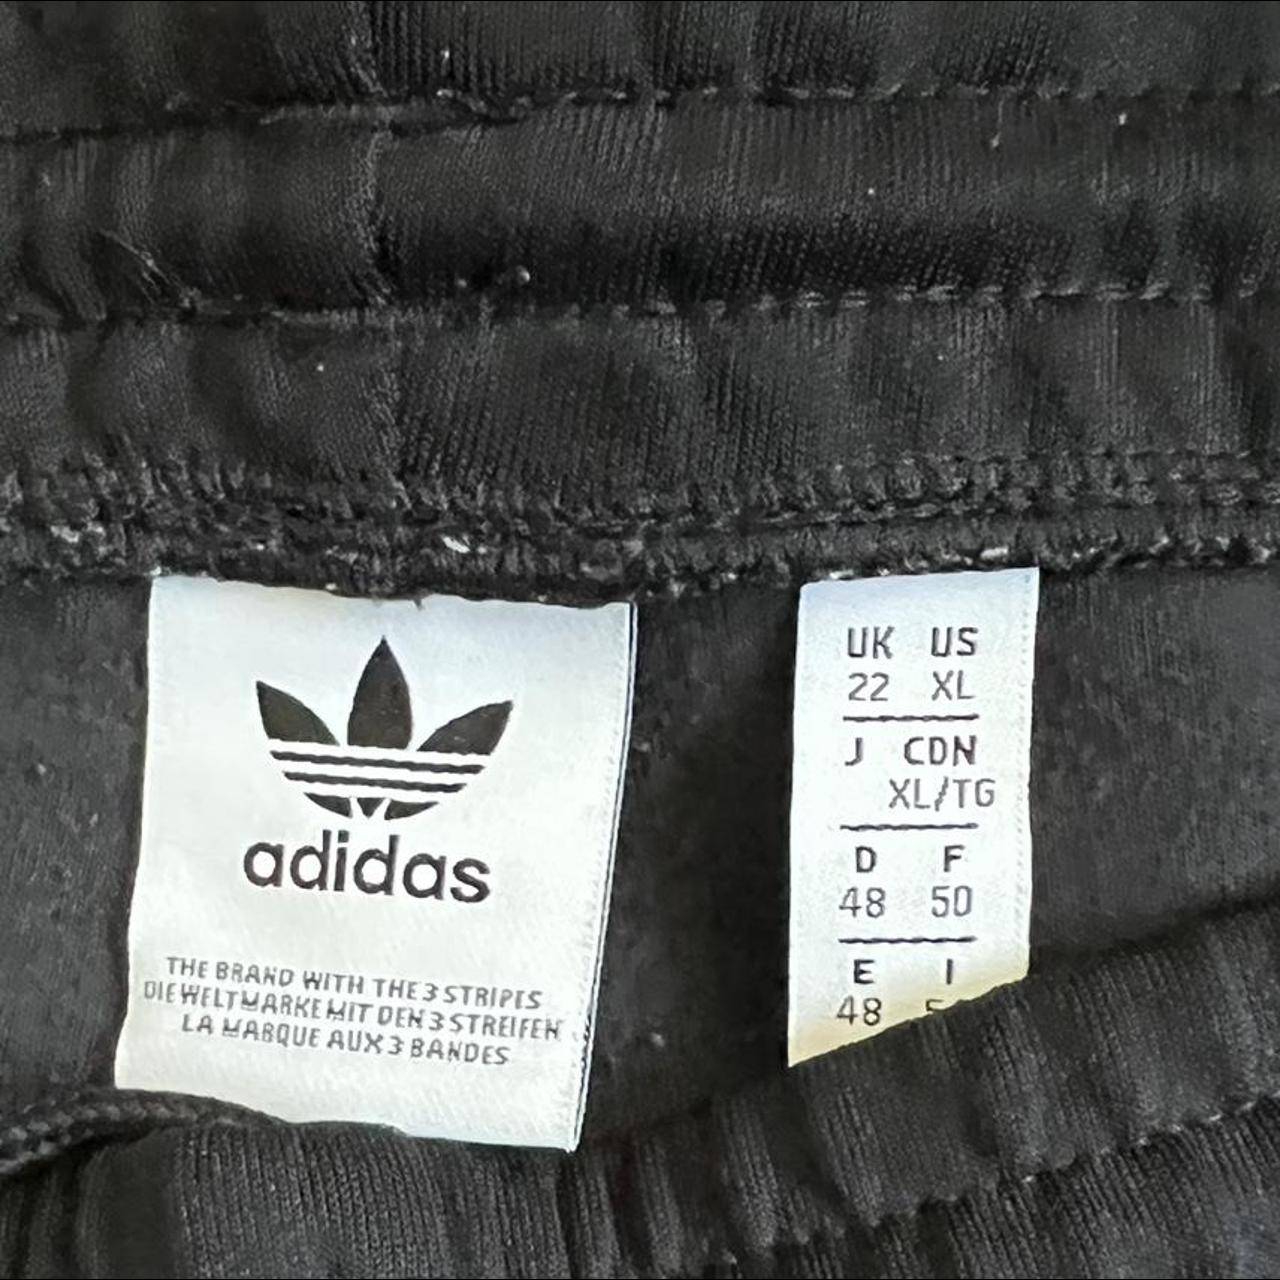 adidas
THE BRAND WITH THE 3 STRIPES
DIE WELTMARKE MIT DEN 3 STREIFEN
LA MARQUE AUX 3 BANDES
UK US
22 XL
J CDN
XL/TG
D F
48 50
E I
48